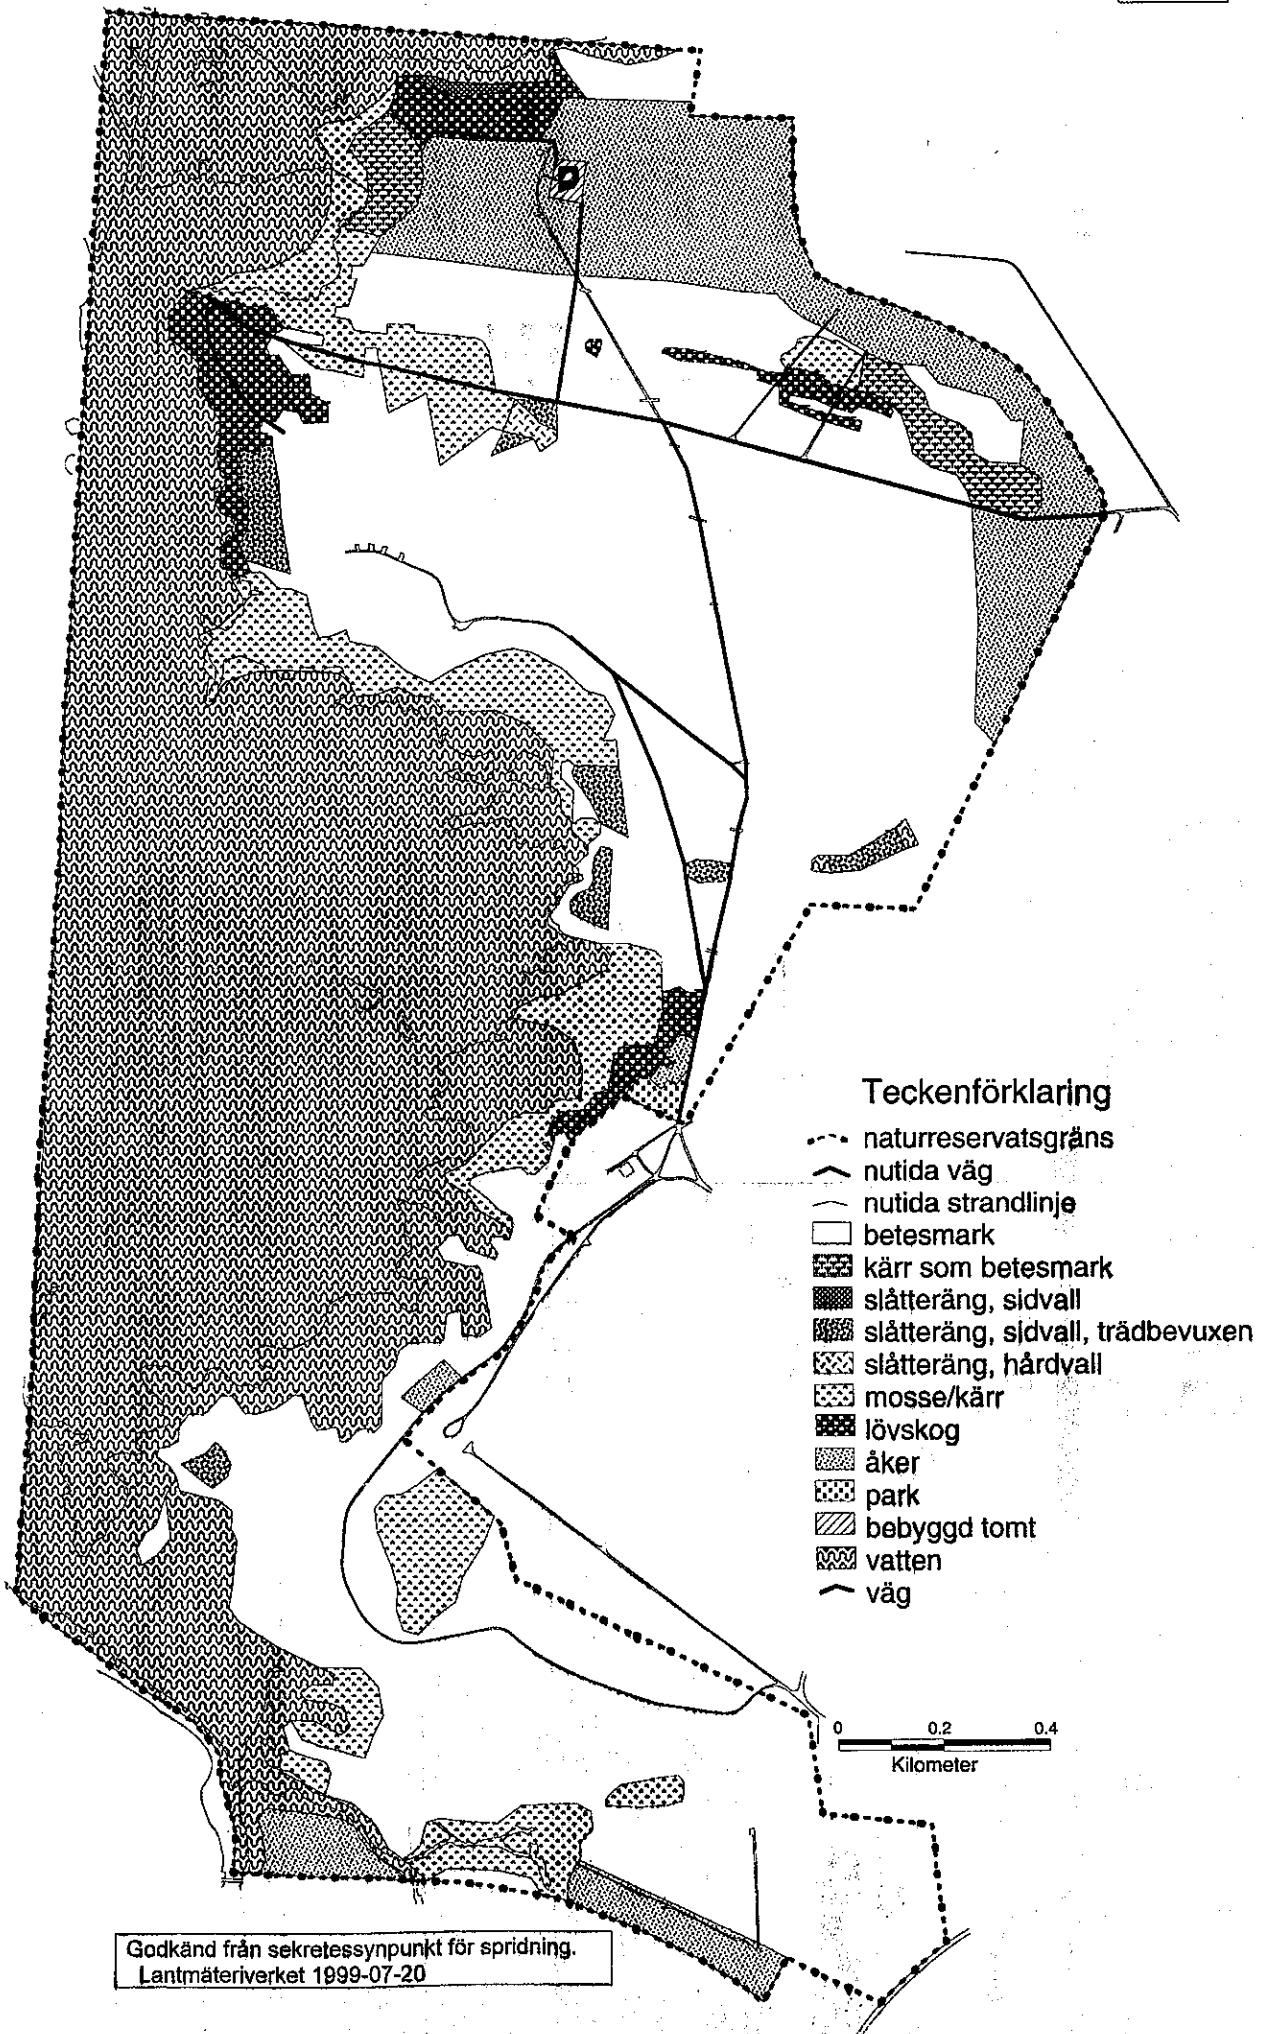 Teckenförklaring
naturreservatsgräns
nutida väg
nutida strandlinje
betesmark
kärr som betesmark
slåtteräng, sidvall
slåtteräng, sidvall, trädbevuxen
slåtteräng, hårdvall
mosse/kärr
lövskog
åker
park
bebyggd tomt
vatten
väg
0 0.2 0.4
Kilometer
Godkänd från sekretessynpunkt för spridning.
Lantmäteriverket 1999-07-20